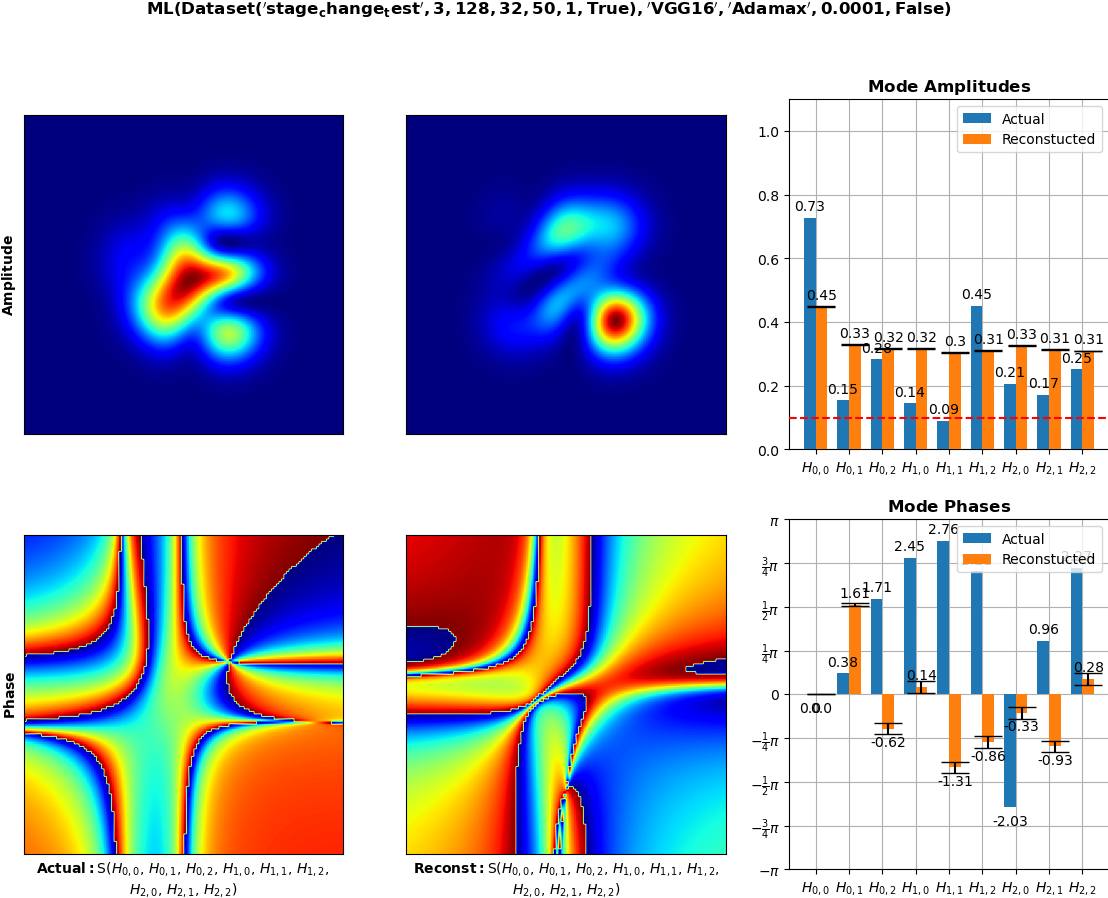 ML(Dataset('stage_change_test', 3, 128, 32, 50, 1, True), 'VGG16', 'Adamax', 0.0001, False)
Amplitude
Mode Amplitudes
Actual
Reconstucted
1.0
0.8
0.6
0.4
0.2
0.0
0.73
0.45
0.15
0.33
0.28
0.32
0.14
0.32
0.09
0.3
0.45
0.31
0.21
0.33
0.17
0.31
0.25
0.31
H0,0 H0,1 H0,2 H1,0 H1,1 H1,2 H2,0 H2,1 H2,2
Phase
Actual: S(H0,0, H0,1, H0,2, H1,0, H1,1, H1,2,
H2,0, H2,1, H2,2)
Reconst: S(H0,0, H0,1, H0,2, H1,0, H1,1, H1,2,
H2,0, H2,1, H2,2)
Mode Phases
Actual
Reconstucted
π
3/4π
1/2π
1/4π
0
−1/4π
−1/2π
−3/4π
−π
0.0
0.0
0.38
1.61
1.71
-0.62
2.45
0.14
2.76
-1.31
-0.86
-2.03
-0.33
0.96
-0.93
0.28
H0,0 H0,1 H0,2 H1,0 H1,1 H1,2 H2,0 H2,1 H2,2